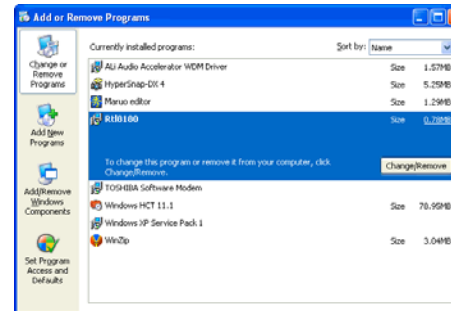 Add or Remove Programs
Change or
Remove
Programs
Add New
Programs
Add/Remove
Windows
Components
Set Program
Access and
Defaults
Currently installed programs:
Sort by: Name
ALi Audio Accelerator WDM Driver Size 1.57MB
HyperSnap-DX 4 Size 5.25MB
Maruo editor Size 1.29MB
Rtl8180 Size 0.78MB
To change this program or remove it from your computer, click
Change/Remove.
Change/Remove
TOSHIBA Software Modem
Windows HCT 11.1 Size 70.95MB
Windows XP Service Pack 1
WinZip Size 3.04MB